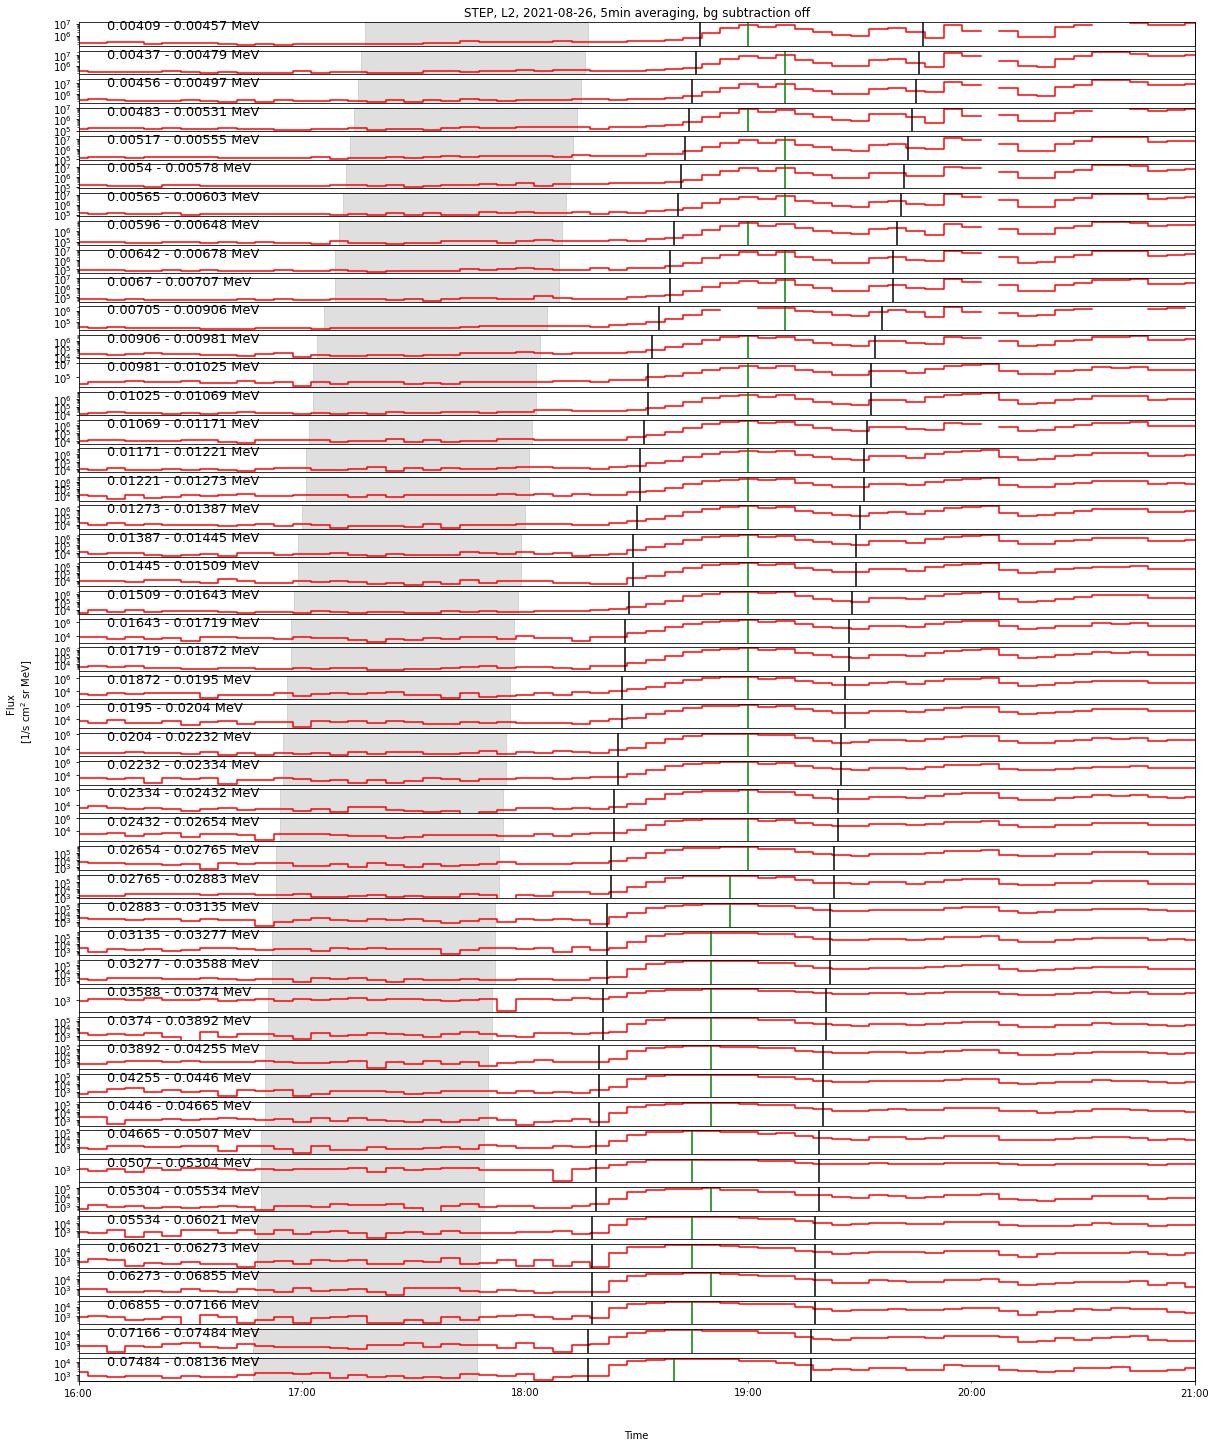 STEP, L2, 2021-08-26, 5min averaging, bg subtraction off
0.00409 - 0.00457 MeV
0.00437 - 0.00479 MeV
0.00456 - 0.00497 MeV
0.00483 - 0.00531 MeV
0.00517 - 0.00555 MeV
0.0054 - 0.00578 MeV
0.00565 - 0.00603 MeV
0.00596 - 0.00648 MeV
0.00642 - 0.00678 MeV
0.0067 - 0.00707 MeV
0.00705 - 0.00906 MeV
0.00906 - 0.00981 MeV
0.00981 - 0.01025 MeV
0.01025 - 0.01069 MeV
0.01069 - 0.01171 MeV
0.01171 - 0.01221 MeV
0.01221 - 0.01273 MeV
0.01273 - 0.01387 MeV
0.01387 - 0.01445 MeV
0.01445 - 0.01509 MeV
0.01509 - 0.01643 MeV
0.01643 - 0.01719 MeV
0.01719 - 0.01872 MeV
0.01872 - 0.0195 MeV
0.0195 - 0.0204 MeV
0.0204 - 0.02232 MeV
0.02232 - 0.02334 MeV
0.02334 - 0.02432 MeV
0.02432 - 0.02654 MeV
0.02654 - 0.02765 MeV
0.02765 - 0.02883 MeV
0.02883 - 0.03135 MeV
0.03135 - 0.03277 MeV
0.03277 - 0.03588 MeV
0.03588 - 0.0374 MeV
0.0374 - 0.03892 MeV
0.03892 - 0.04255 MeV
0.04255 - 0.0446 MeV
0.0446 - 0.04665 MeV
0.04665 - 0.0507 MeV
0.0507 - 0.05304 MeV
0.05304 - 0.05534 MeV
0.05534 - 0.06021 MeV
0.06021 - 0.06273 MeV
0.06273 - 0.06855 MeV
0.06855 - 0.07166 MeV
0.07166 - 0.07484 MeV
0.07484 - 0.08136 MeV
Flux
[1/s cm² sr MeV]
16:00 17:00 18:00 19:00 20:00 21:00
Time